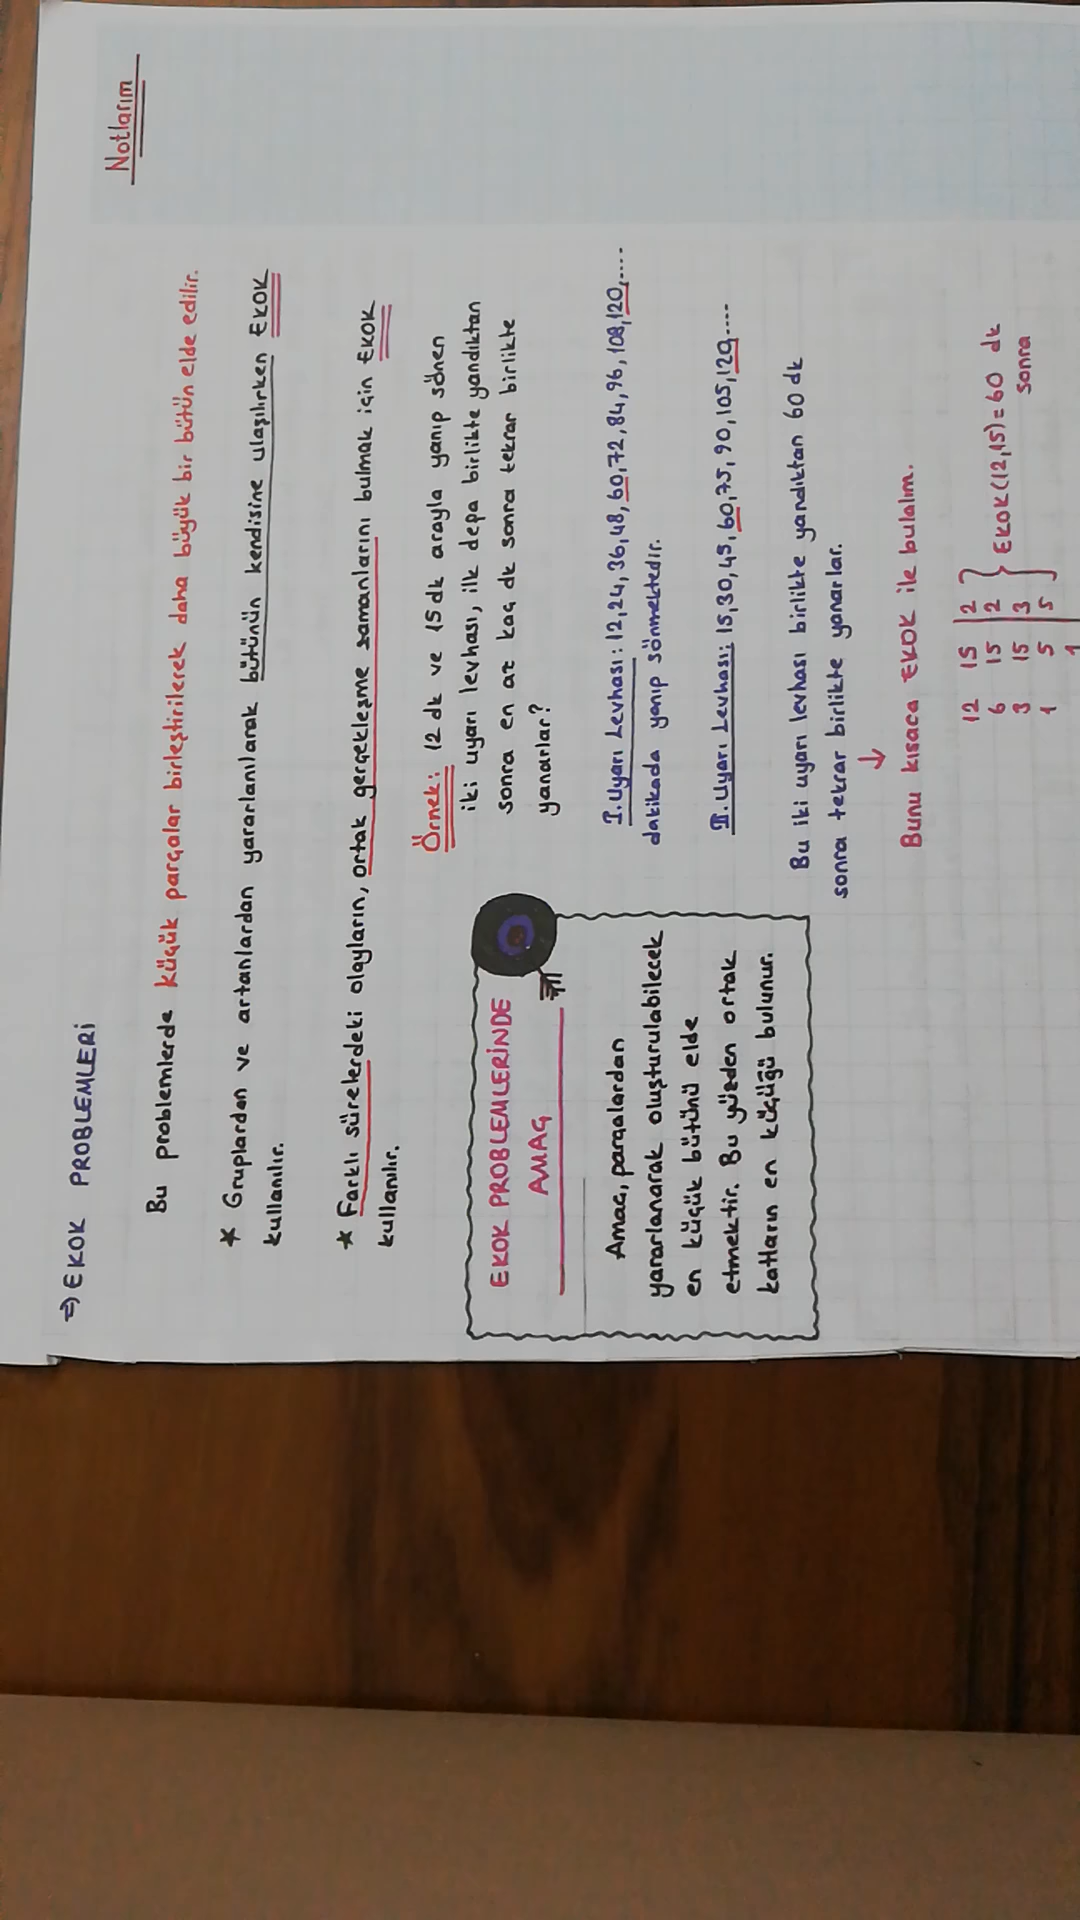 Notlarım
⇒ EKOK PROBLEMLERİ
Bu problemlerde küçük parçalar birleştirilerek daha büyük bir bütün elde edilir.
★ Gruplardan ve artanlardan yararlanılarak bütünün kendisine ulaşılırken EKOK
kullanılır.
★ Farklı sürelerdeki olayların, ortak gerçekleşme zamanlarını bulmak için EKOK
kullanılır.
EKOK PROBLEMLERİNDE
AMAÇ
Amaç, parçalardan
yararlanarak oluşturulabilecek
en küçük bütünü elde
etmektir. Bu yüzden ortak
katların en küçüğü bulunur.
Örnek: 12 dk ve 15 dk arayla yanıp sönen
iki uyarı levhası, ilk defa birlikte yandıktan
sonra en az kaç dk sonra tekrar birlikte
yanarlar?
I. Uyarı Levhası: 12,24,36,48,60,72,84,96,108,120,....
dakikada yanıp sönmektedir.
II. Uyarı Levhası: 15,30,45,60,75,90,105,120,....
Bu iki uyarı levhası birlikte yandıktan 60 dk
sonra tekrar birlikte yanarlar.
↓
Bunu kısaca EKOK ile bulalım.
12 15 | 2
6 15 | 2 } EKOK(12,15)=60 dk
3 15 | 3 sonra
1 5 | 5
1